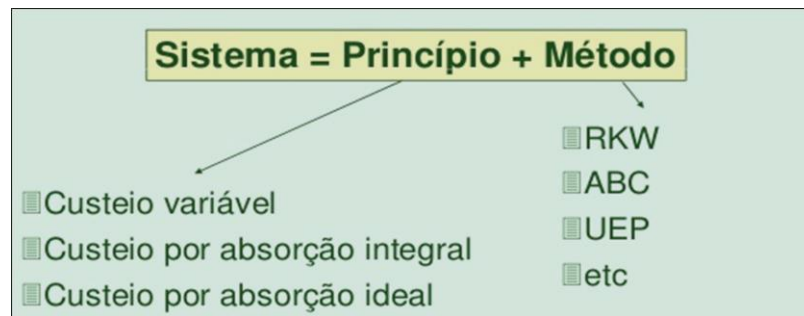 Sistema = Princípio + Método
Custeio variável
Custeio por absorção integral
Custeio por absorção ideal
RKW
ABC
UEP
etc